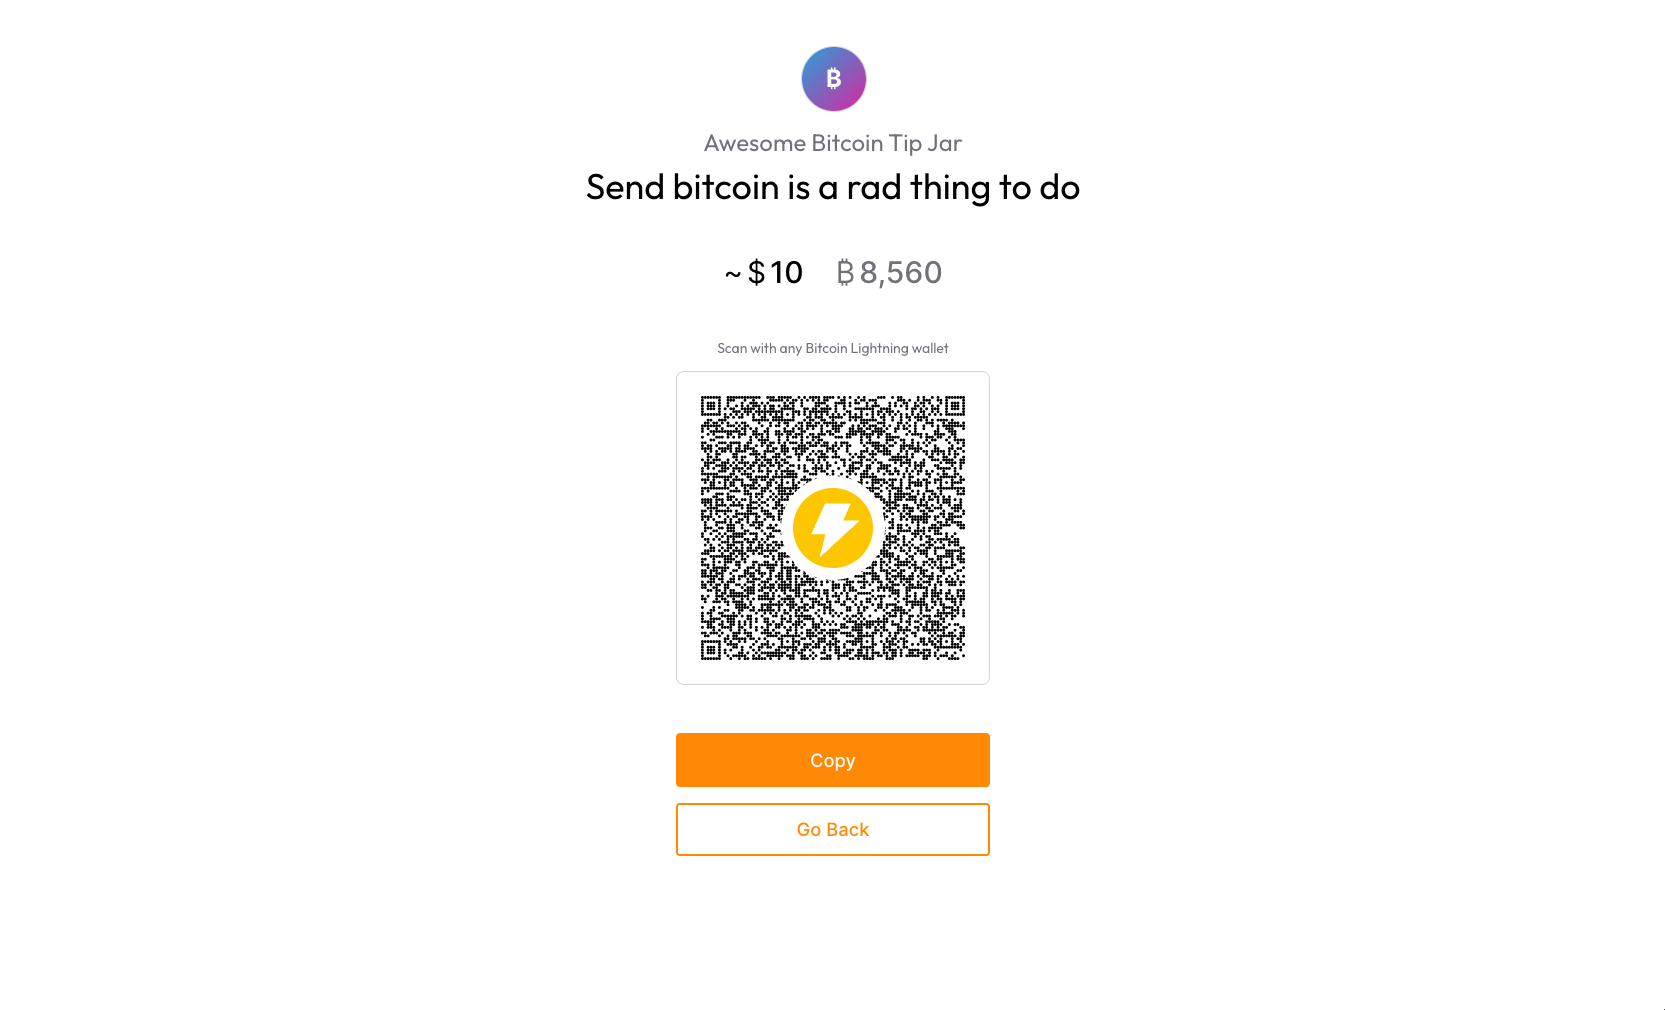 ₿
Awesome Bitcoin Tip Jar
Send bitcoin is a rad thing to do
~ $ 10 ₿ 8,560
Scan with any Bitcoin Lightning wallet
Copy
Go Back